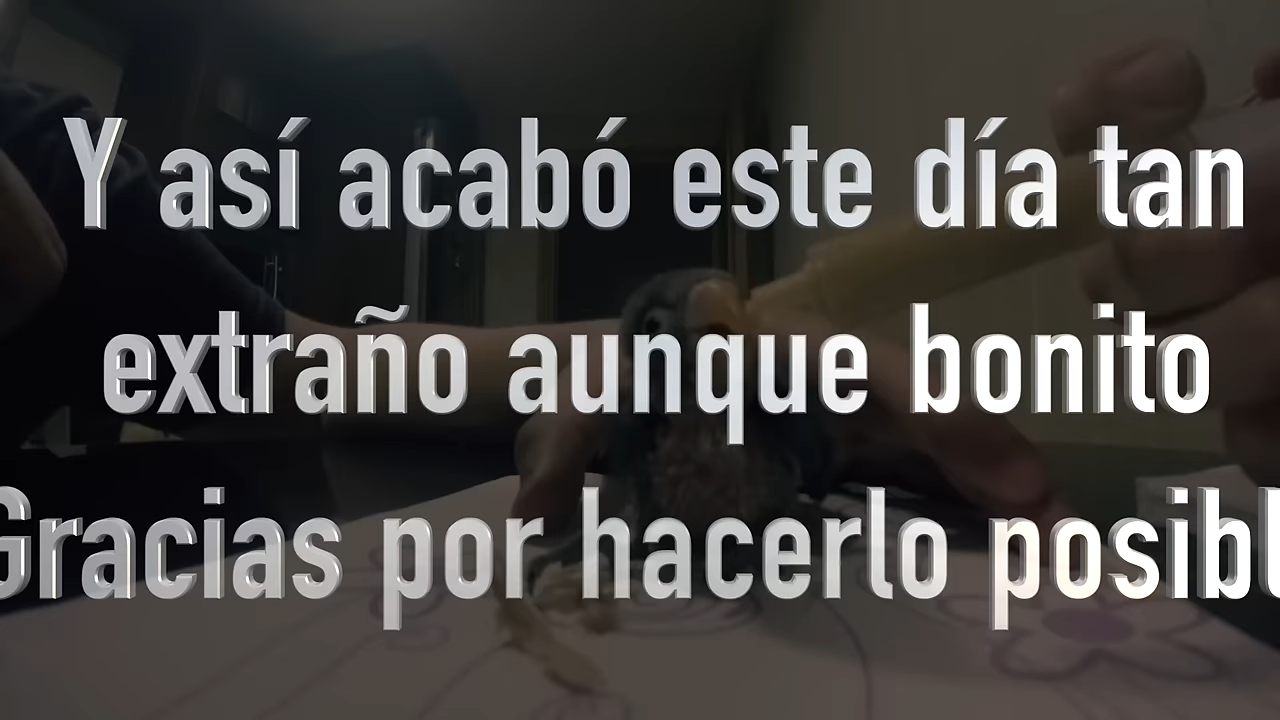 Y así acabó este día tan
extraño aunque bonito
Gracias por hacerlo posibl